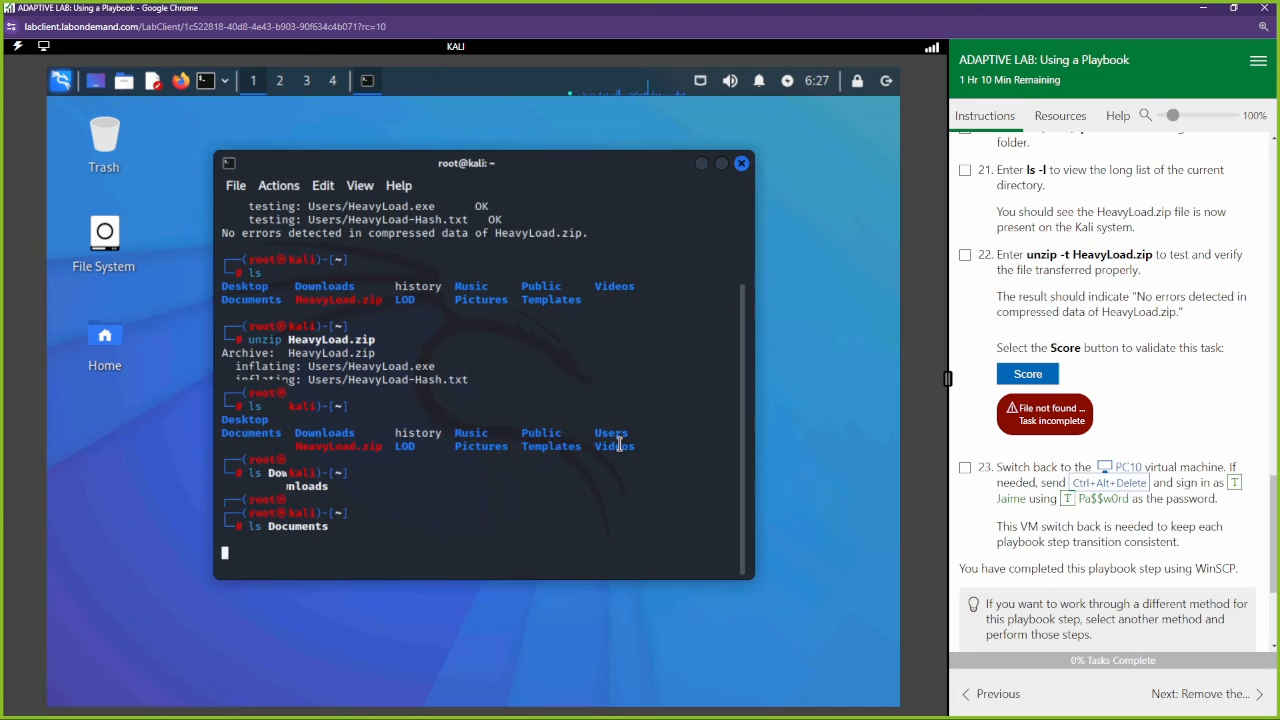 ADAPTIVE LAB: Using a Playbook - Google Chrome
labclient.labondemand.com/LabClient/1c522818-40d8-4e43-b903-90f634c4b071?rc=10
KALI
1 2 3 4
6:27
Trash
File System
Home
root@kali: ~
File Actions Edit View Help
testing: Users/HeavyLoad.exe OK
testing: Users/HeavyLoad-Hash.txt OK
No errors detected in compressed data of HeavyLoad.zip.
┌──(root㉿kali)-[~]
└─# ls
Desktop Downloads history Music Public Videos
Documents HeavyLoad.zip LOD Pictures Templates
┌──(root㉿kali)-[~]
└─# unzip HeavyLoad.zip
Archive: HeavyLoad.zip
inflating: Users/HeavyLoad.exe
inflating: Users/HeavyLoad-Hash.txt
┌──(root㉿
└─# ls kali)-[~]
Desktop
Documents Downloads history Music Public Users
HeavyLoad.zip LOD Pictures Templates Videos
┌──(root㉿
└─# ls Dow kali)-[~]
nloads
┌──(root㉿
┌──(root㉿kali)-[~]
└─# ls Documents
ADAPTIVE LAB: Using a Playbook
1 Hr 10 Min Remaining
Instructions Resources Help 100%
folder.
21. Enter ls -l to view the long list of the current
directory.
You should see the HeavyLoad.zip file is now
present on the Kali system.
22. Enter unzip -t HeavyLoad.zip to test and verify
the file transferred properly.
The result should indicate "No errors detected in
compressed data of HeavyLoad.zip."
Select the Score button to validate this task:
Score
File not found ...
Task incomplete
23. Switch back to the PC10 virtual machine. If
needed, send Ctrl+Alt+Delete and sign in as T
Jaime using T Pa$$w0rd as the password.
This VM switch back is needed to keep each
playbook step transition consistent.
You have completed this playbook step using WinSCP.
If you want to work through a different method for
this playbook step, select another method and
perform those steps.
0% Tasks Complete
Previous
Next: Remove the...